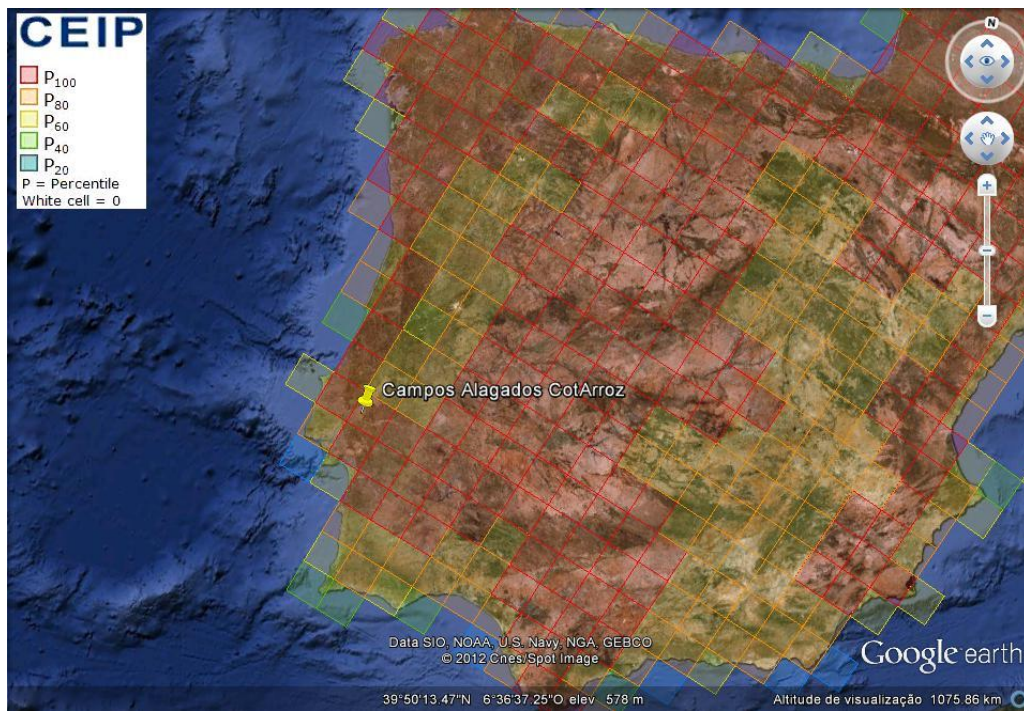 CEIP
P100
P80
P60
P40
P20
P = Percentile
White cell = 0
N
Campos Alagados CotArroz
Data SIO, NOAA, U.S. Navy, NGA, GEBCO
© 2012 Cnes/Spot Image
Google earth
39°50'13.47"N 6°36'37.25"O elev 578 m
Altitude de visualização 1075.86 km